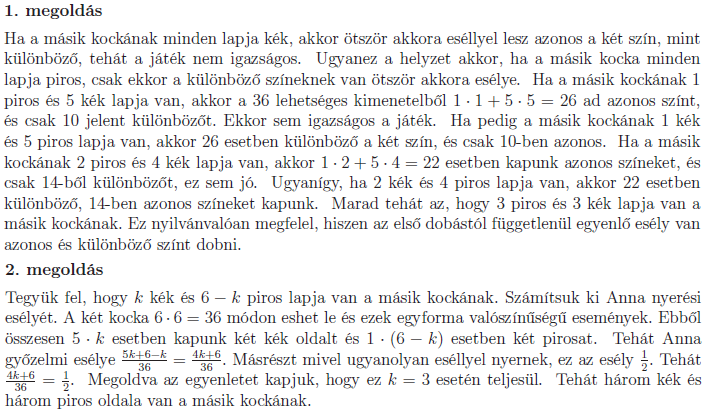 1. megoldás
Ha a másik kockának minden lapja kék, akkor ötször akkora eséllyel lesz azonos a két szín, mint
különböző, tehát a játék nem igazságos. Ugyanez a helyzet akkor, ha a másik kocka minden
lapja piros, csak ekkor a különböző színeknek van ötször akkora esélye. Ha a másik kockának 1
piros és 5 kék lapja van, akkor a 36 lehetséges kimenetelből 1 · 1 + 5 · 5 = 26 ad azonos színt,
és csak 10 jelent különbözőt. Ekkor sem igazságos a játék. Ha pedig a másik kockának 1 kék
és 5 piros lapja van, akkor 26 esetben különböző a két szín, és csak 10-ben azonos. Ha a másik
kockának 2 piros és 4 kék lapja van, akkor 1 · 2 + 5 · 4 = 22 esetben kapunk azonos színeket, és
csak 14-ből különbözőt, ez sem jó. Ugyanígy, ha 2 kék és 4 piros lapja van, akkor 22 esetben
különböző, 14-ben azonos színeket kapunk. Marad tehát az, hogy 3 piros és 3 kék lapja van a
másik kockának. Ez nyilvánvalóan megfelel, hiszen az első dobástól függetlenül egyenlő esély van
azonos és különböző színt dobni.
2. megoldás
Tegyük fel, hogy k kék és 6 − k piros lapja van a másik kockának. Számítsuk ki Anna nyerési
esélyét. A két kocka 6 · 6 = 36 módon eshet le és ezek egyforma valószínűségű események. Ebből
összesen 5 · k esetben kapunk két kék oldalt és 1 · (6 − k) esetben két pirosat. Tehát Anna
győzelmi esélye (5k+6−k)/36 = (4k+6)/36. Másrészt mivel ugyanolyan eséllyel nyernek, ez az esély 1/2. Tehát
(4k+6)/36 = 1/2. Megoldva az egyenletet kapjuk, hogy ez k = 3 esetén teljesül. Tehát három kék és
három piros oldala van a másik kockának.